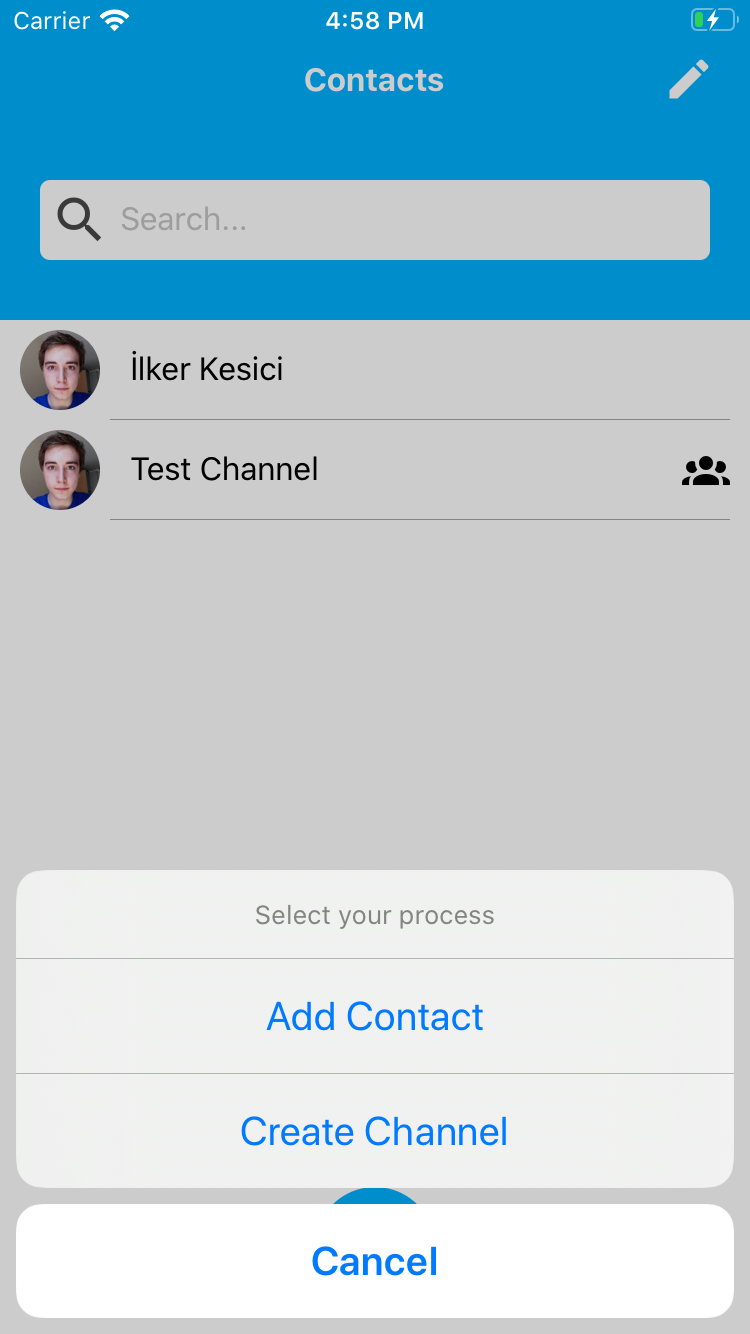 Carrier
4:58 PM
Contacts
Search...
İlker Kesici
Test Channel
Select your process
Add Contact
Create Channel
Cancel